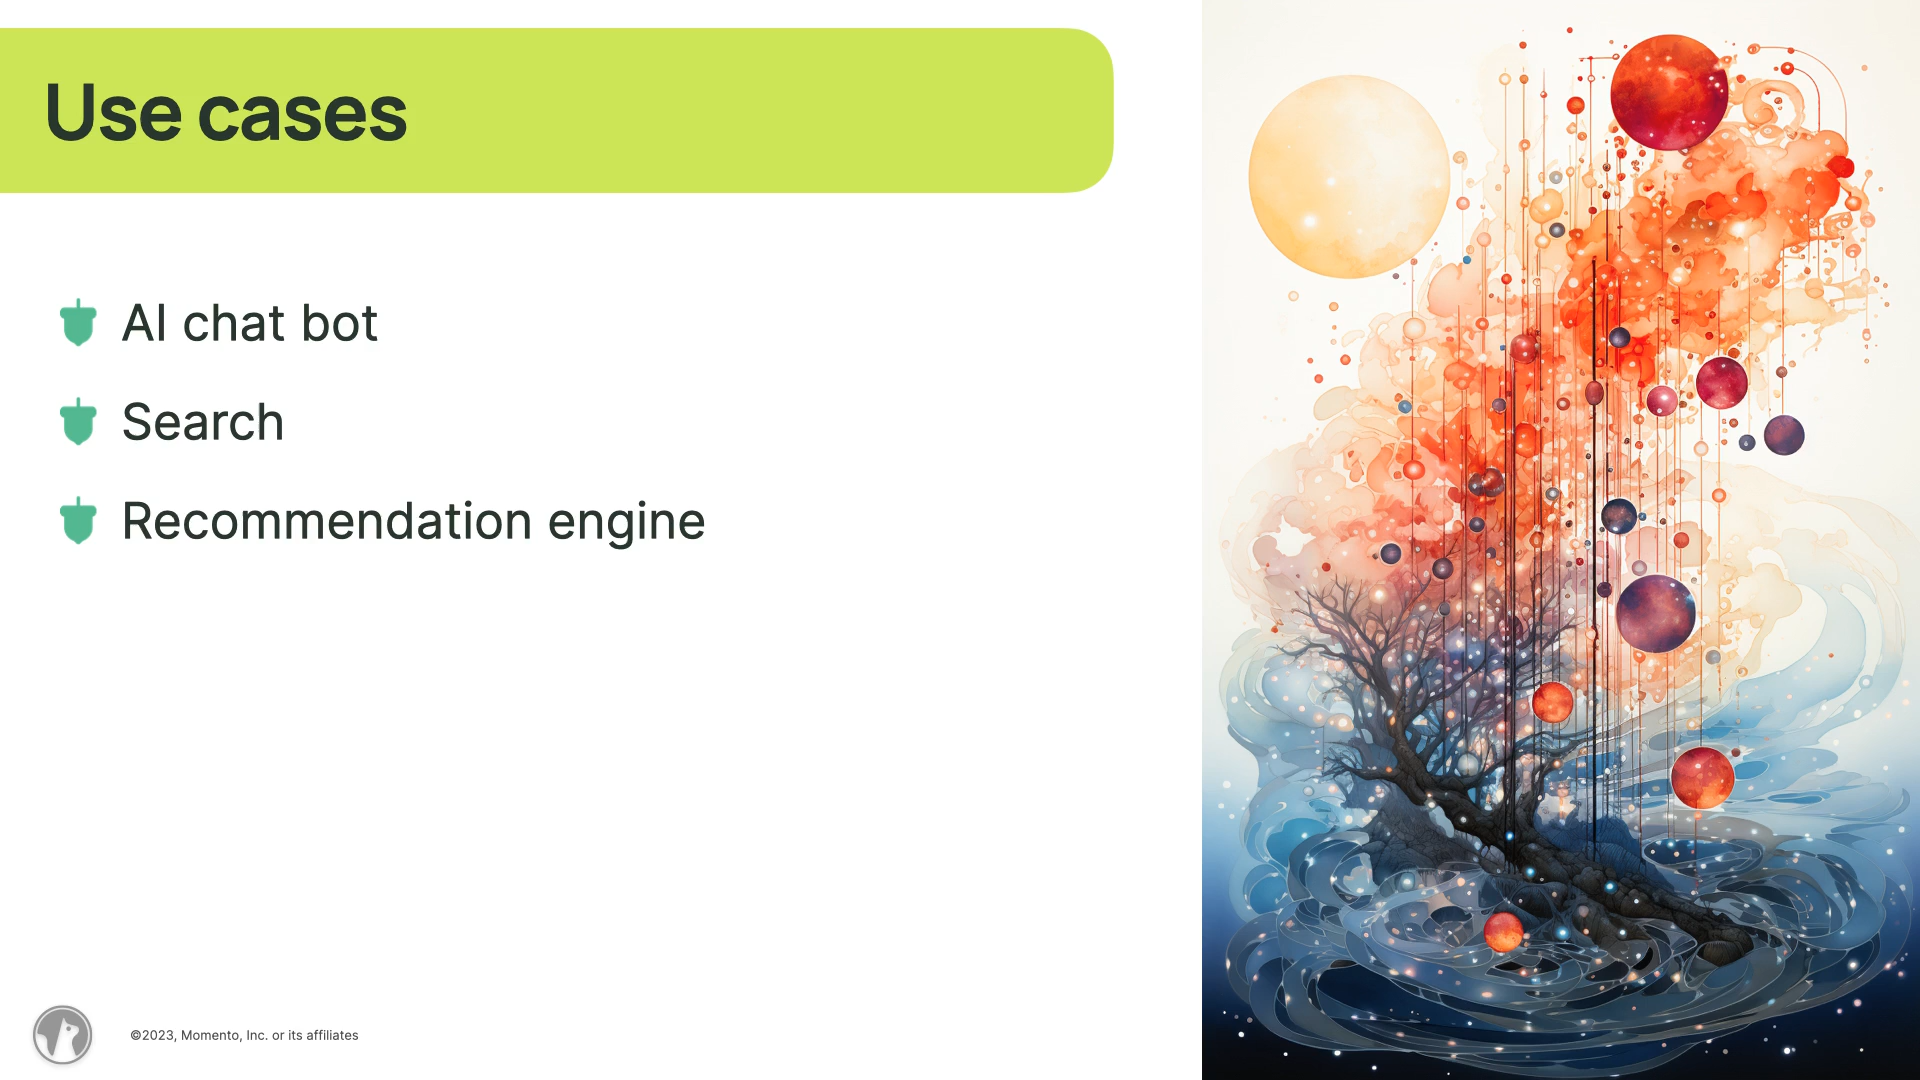 Use cases
AI chat bot
Search
Recommendation engine
©2023, Momento, Inc. or its affiliates